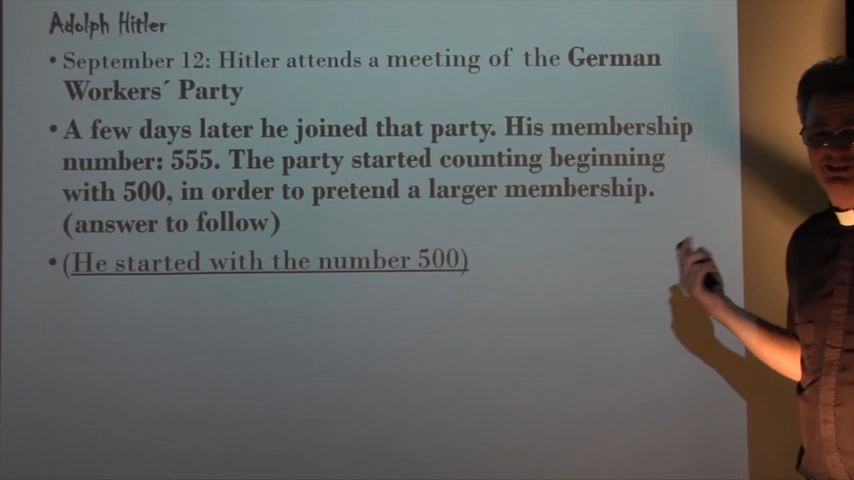 Adolph Hitler
• September 12: Hitler attends a meeting of the German
Workers´ Party
• A few days later he joined that party. His membership
number: 555. The party started counting beginning
with 500, in order to pretend a larger membership.
(answer to follow)
• (He started with the number 500)